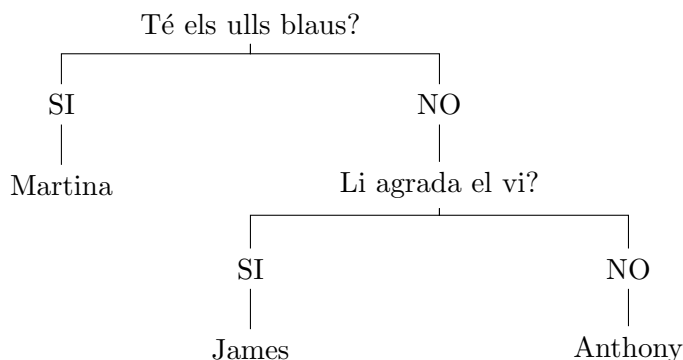 Té els ulls blaus?
SI
NO
Martina
Li agrada el vi?
SI
NO
James
Anthony